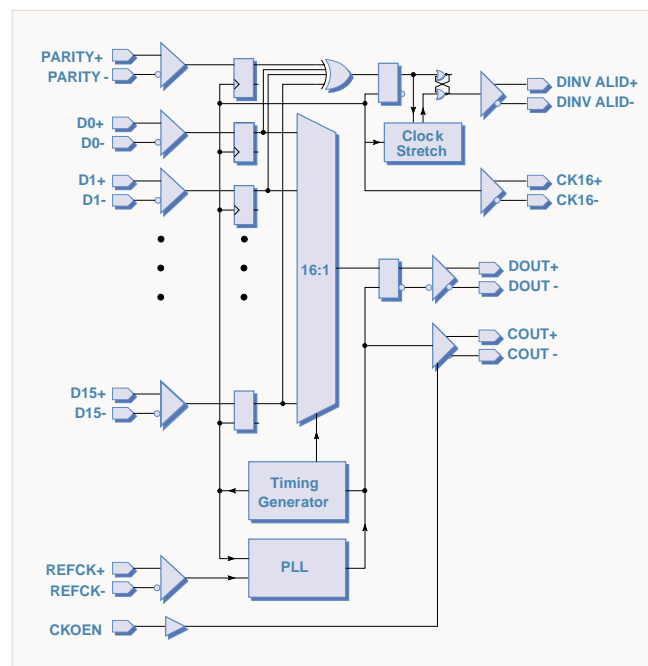 PARITY+
PARITY -
D0+
D0-
D1+
D1-
D15+
D15-
REFCK+
REFCK-
CKOEN
16:1
Timing
Generator
PLL
Clock
Stretch
DINV ALID+
DINV ALID-
CK16+
CK16-
DOUT+
DOUT -
COUT+
COUT -